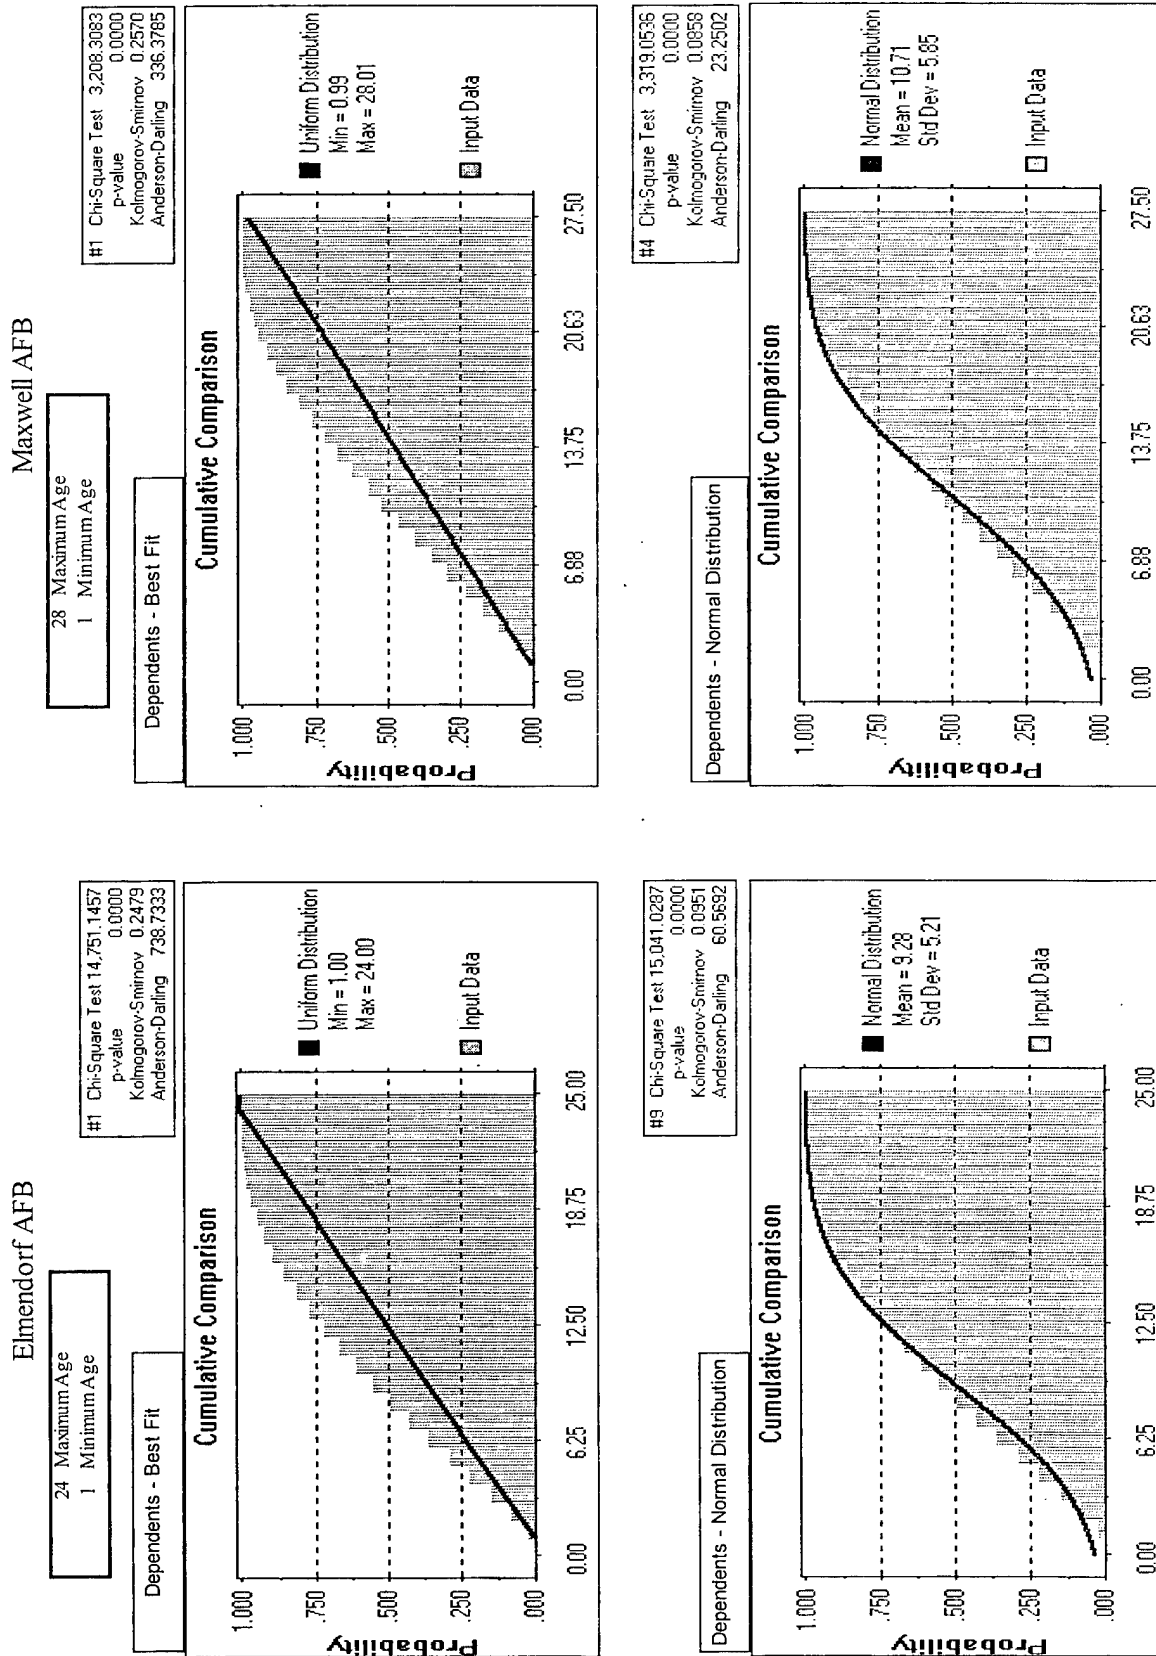 Elmendorf AFB
24 Maximum Age
1 Minimum Age
Dependents - Best Fit
#1 Chi-Square Test 14,751.1457
p-value 0.0000
Kolmogorov-Smirnov 0.2479
Anderson-Darling 738.7333
Cumulative Comparison
Probability
1.000
.750
.500
.250
.000
0.00 6.25 12.50 18.75 25.00
Uniform Distribution
Min = 1.00
Max = 24.00
Input Data
Dependents - Normal Distribution
#9 Chi-Square Test 15,041.0287
p-value 0.0000
Kolmogorov-Smirnov 0.0951
Anderson-Darling 60.5692
Cumulative Comparison
Probability
1.000
.750
.500
.250
.000
0.00 6.25 12.50 18.75 25.00
Normal Distribution
Mean = 9.28
Std Dev = 5.21
Input Data
Maxwell AFB
28 Maximum Age
1 Minimum Age
Dependents - Best Fit
#1 Chi-Square Test 3,208.3083
p-value 0.0000
Kolmogorov-Smirnov 0.2570
Anderson-Darling 336.3785
Cumulative Comparison
Probability
1.000
.750
.500
.250
.000
0.00 6.88 13.75 20.63 27.50
Uniform Distribution
Min = 0.99
Max = 28.01
Input Data
Dependents - Normal Distribution
#4 Chi-Square Test 3,319.0536
p-value 0.0000
Kolmogorov-Smirnov 0.0858
Anderson-Darling 23.2502
Cumulative Comparison
Probability
1.000
.750
.500
.250
.000
0.00 6.88 13.75 20.63 27.50
Normal Distribution
Mean = 10.71
Std Dev = 5.85
Input Data